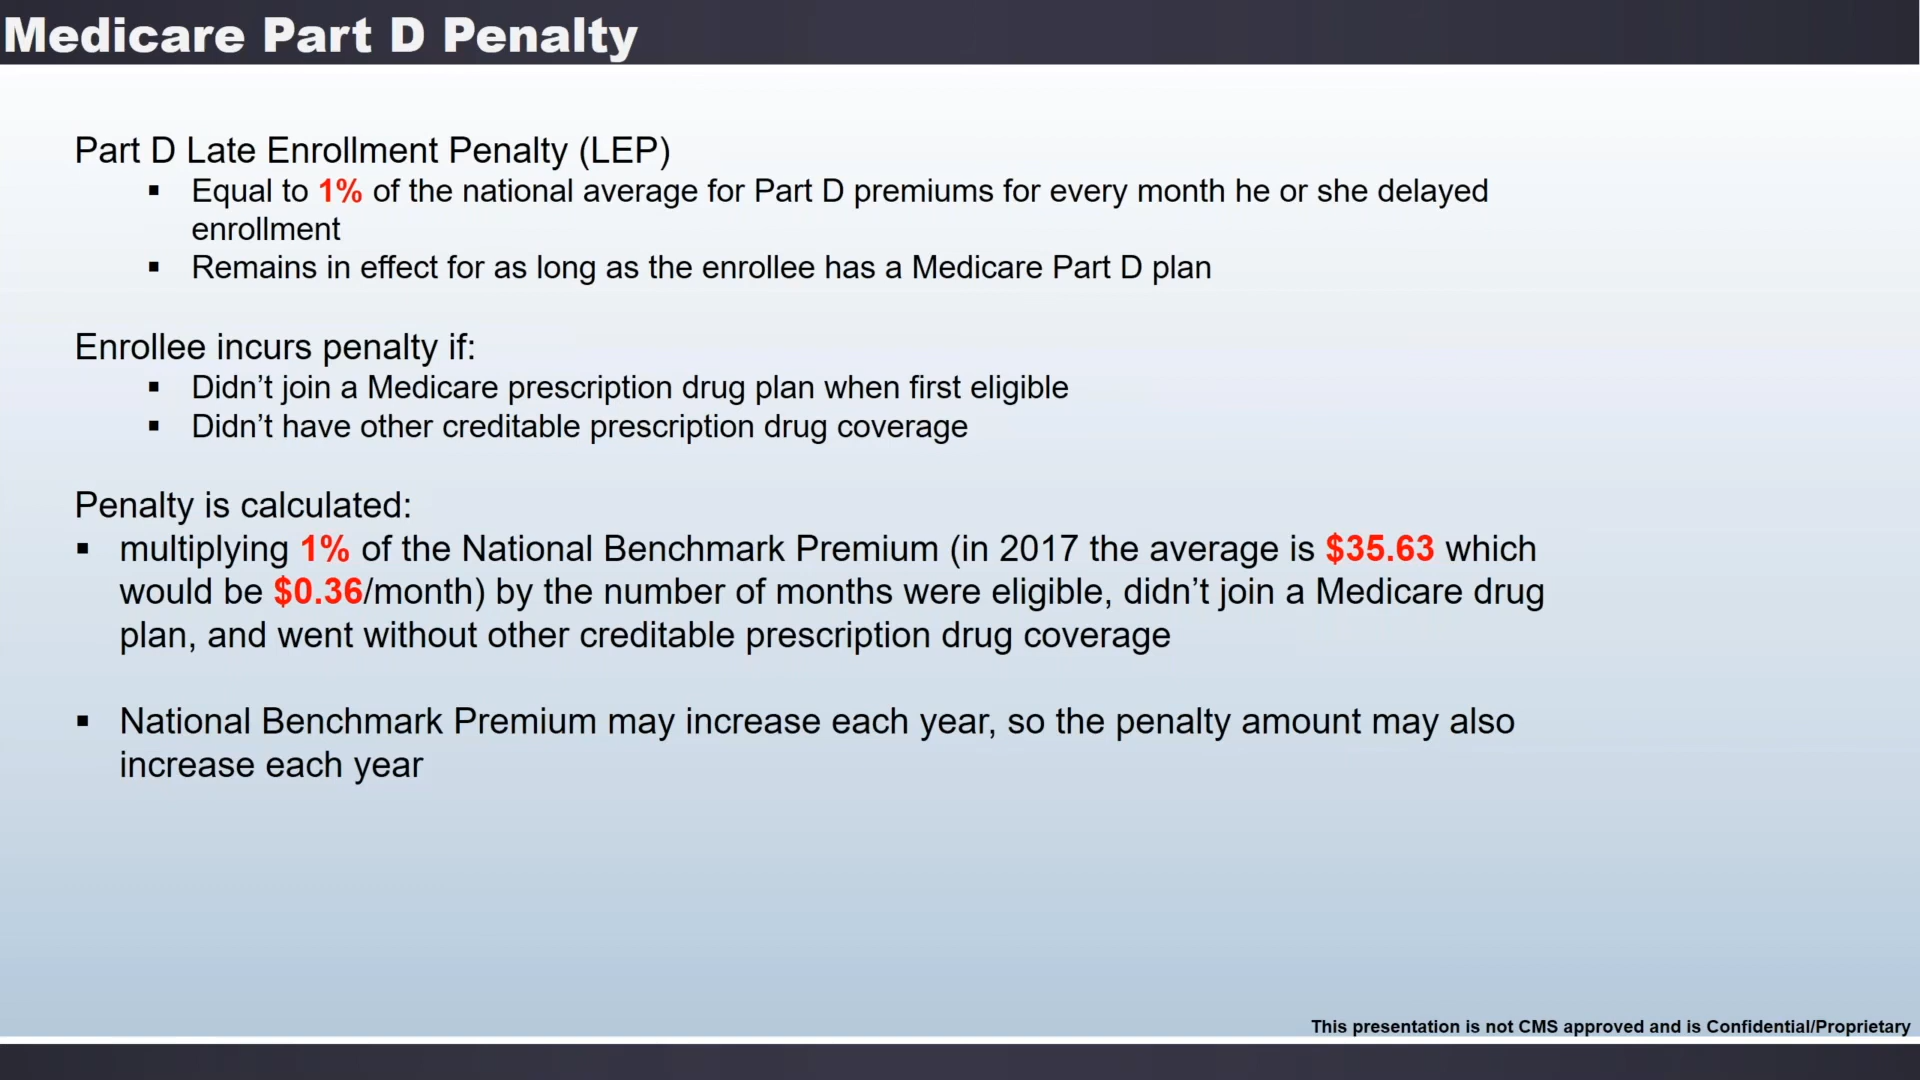 Medicare Part D Penalty
Part D Late Enrollment Penalty (LEP)
▪ Equal to 1% of the national average for Part D premiums for every month he or she delayed
enrollment
▪ Remains in effect for as long as the enrollee has a Medicare Part D plan
Enrollee incurs penalty if:
▪ Didn’t join a Medicare prescription drug plan when first eligible
▪ Didn’t have other creditable prescription drug coverage
Penalty is calculated:
▪ multiplying 1% of the National Benchmark Premium (in 2017 the average is $35.63 which
would be $0.36/month) by the number of months were eligible, didn’t join a Medicare drug
plan, and went without other creditable prescription drug coverage
▪ National Benchmark Premium may increase each year, so the penalty amount may also
increase each year
This presentation is not CMS approved and is Confidential/Proprietary